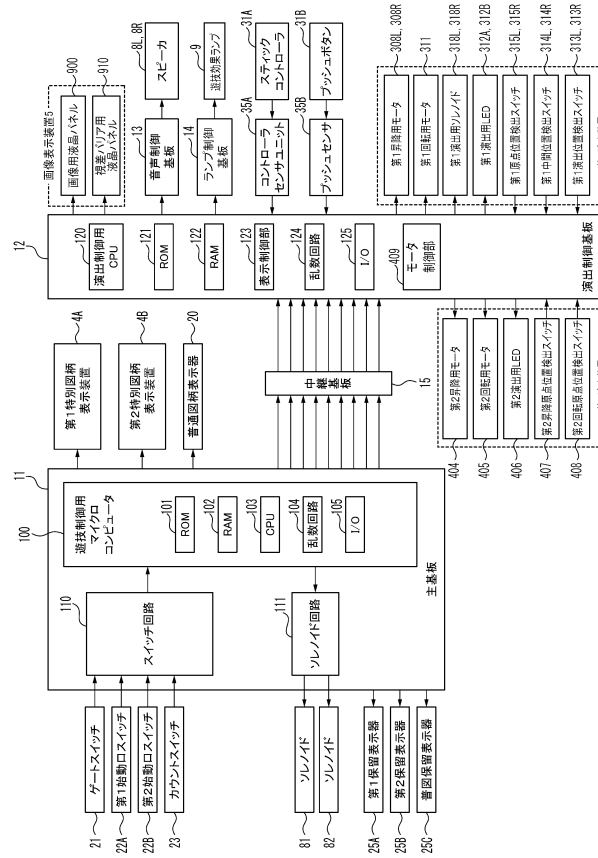 画像表示装置5
900
画像用液晶パネル
910
視差バリア用
液晶パネル
8L, 8R
スピーカ
13
音声制御
基板
9
遊技効果ランプ
14
ランプ制御
基板
31A
スティック
コントローラ
35A
コントローラ
センサユニット
31B
プッシュボタン
35B
プッシュセンサ
308L, 308R
第1昇降用モータ
311
第1回転用モータ
318L, 318R
第1演出用ソレノイド
312A, 312B
第1演出用LED
315L, 315R
第1原点位置検出スイッチ
314L, 314R
第1中間位置検出スイッチ
313L, 313R
第1演出位置検出スイッチ
12
120
演出制御用
CPU
121
ROM
122
RAM
123
表示制御部
124
乱数回路
125
I/O
409
モータ
制御部
演出制御基板
4A
第1特別図柄
表示装置
4B
第2特別図柄
表示装置
20
普通図柄表示器
中継
基板
15
404
第2昇降用モータ
405
第2回転用モータ
406
第2演出用LED
407
第2昇降原点位置検出スイッチ
408
第2回転原点位置検出スイッチ
11
100
遊技制御用
マイクロ
コンピュータ
101
ROM
102
RAM
103
CPU
104
乱数回路
105
I/O
主基板
110
スイッチ回路
111
ソレノイド回路
21
ゲートスイッチ
22A
第1始動口スイッチ
22B
第2始動口スイッチ
23
カウントスイッチ
81
ソレノイド
82
ソレノイド
25A
第1保留表示器
25B
第2保留表示器
25C
普図保留表示器